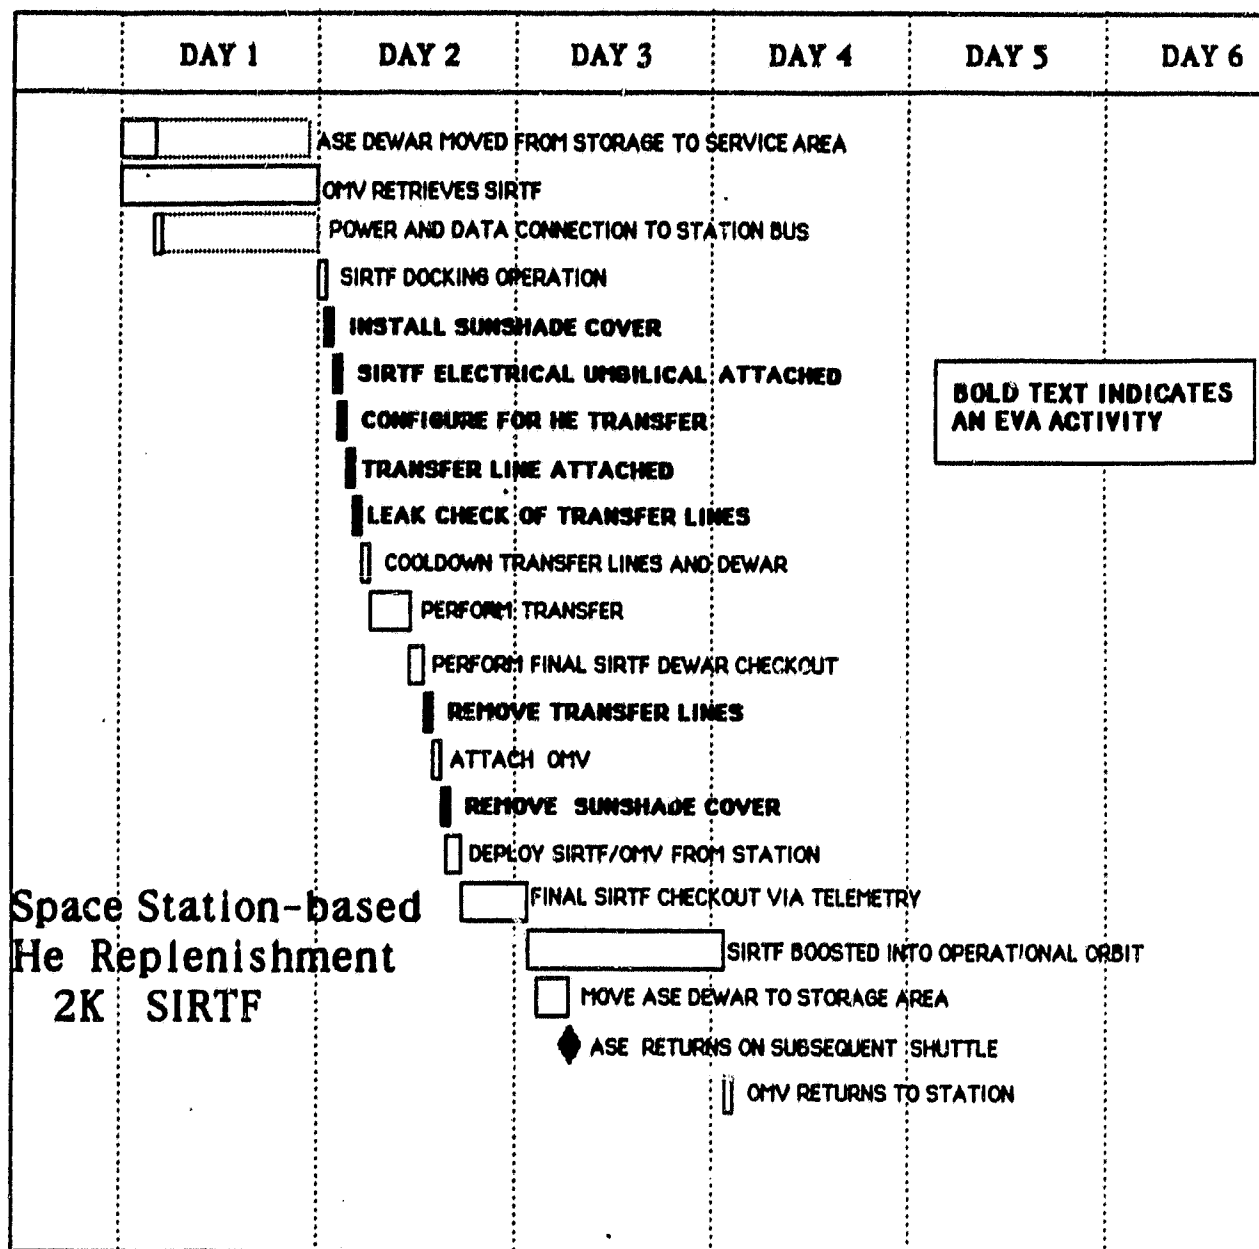 DAY 1 DAY 2 DAY 3 DAY 4 DAY 5 DAY 6
ASE DEWAR MOVED FROM STORAGE TO SERVICE AREA
OMV RETRIEVES SIRTF
POWER AND DATA CONNECTION TO STATION BUS
SIRTF DOCKING OPERATION
INSTALL SUNSHADE COVER
SIRTF ELECTRICAL UMBILICAL ATTACHED
BOLD TEXT INDICATES
AN EVA ACTIVITY
CONFIGURE FOR HE TRANSFER
TRANSFER LINE ATTACHED
LEAK CHECK OF TRANSFER LINES
COOLDOWN TRANSFER LINES AND DEWAR
PERFORM TRANSFER
PERFORM FINAL SIRTF DEWAR CHECKOUT
REMOVE TRANSFER LINES
ATTACH OMV
REMOVE SUNSHADE COVER
DEPLOY SIRTF/OMV FROM STATION
FINAL SIRTF CHECKOUT VIA TELEMETRY
SIRTF BOOSTED INTO OPERATIONAL ORBIT
MOVE ASE DEWAR TO STORAGE AREA
ASE RETURNS ON SUBSEQUENT SHUTTLE
OMV RETURNS TO STATION
Space Station-based
He Replenishment
2K SIRTF